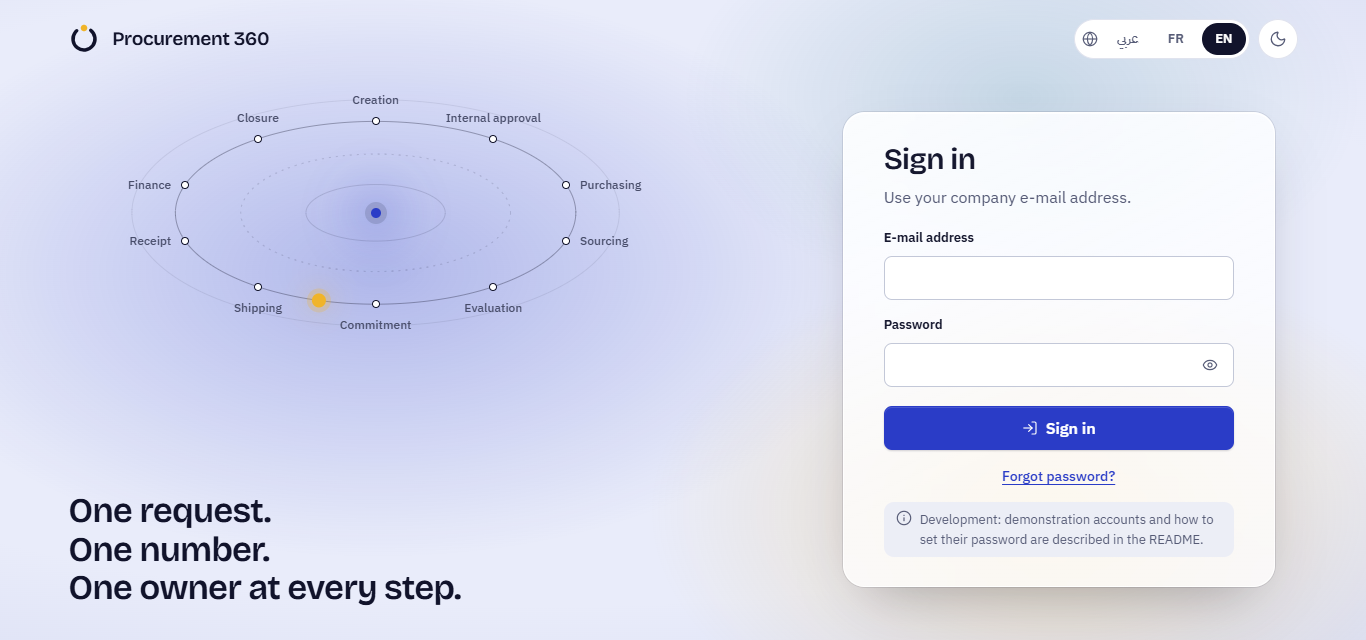 Procurement 360
عربي
FR
EN
Creation
Closure
Internal approval
Finance
Purchasing
Receipt
Sourcing
Shipping
Evaluation
Commitment
One request.
One number.
One owner at every step.
Sign in
Use your company e-mail address.
E-mail address
Password
Sign in
Forgot password?
Development: demonstration accounts and how to
set their password are described in the README.